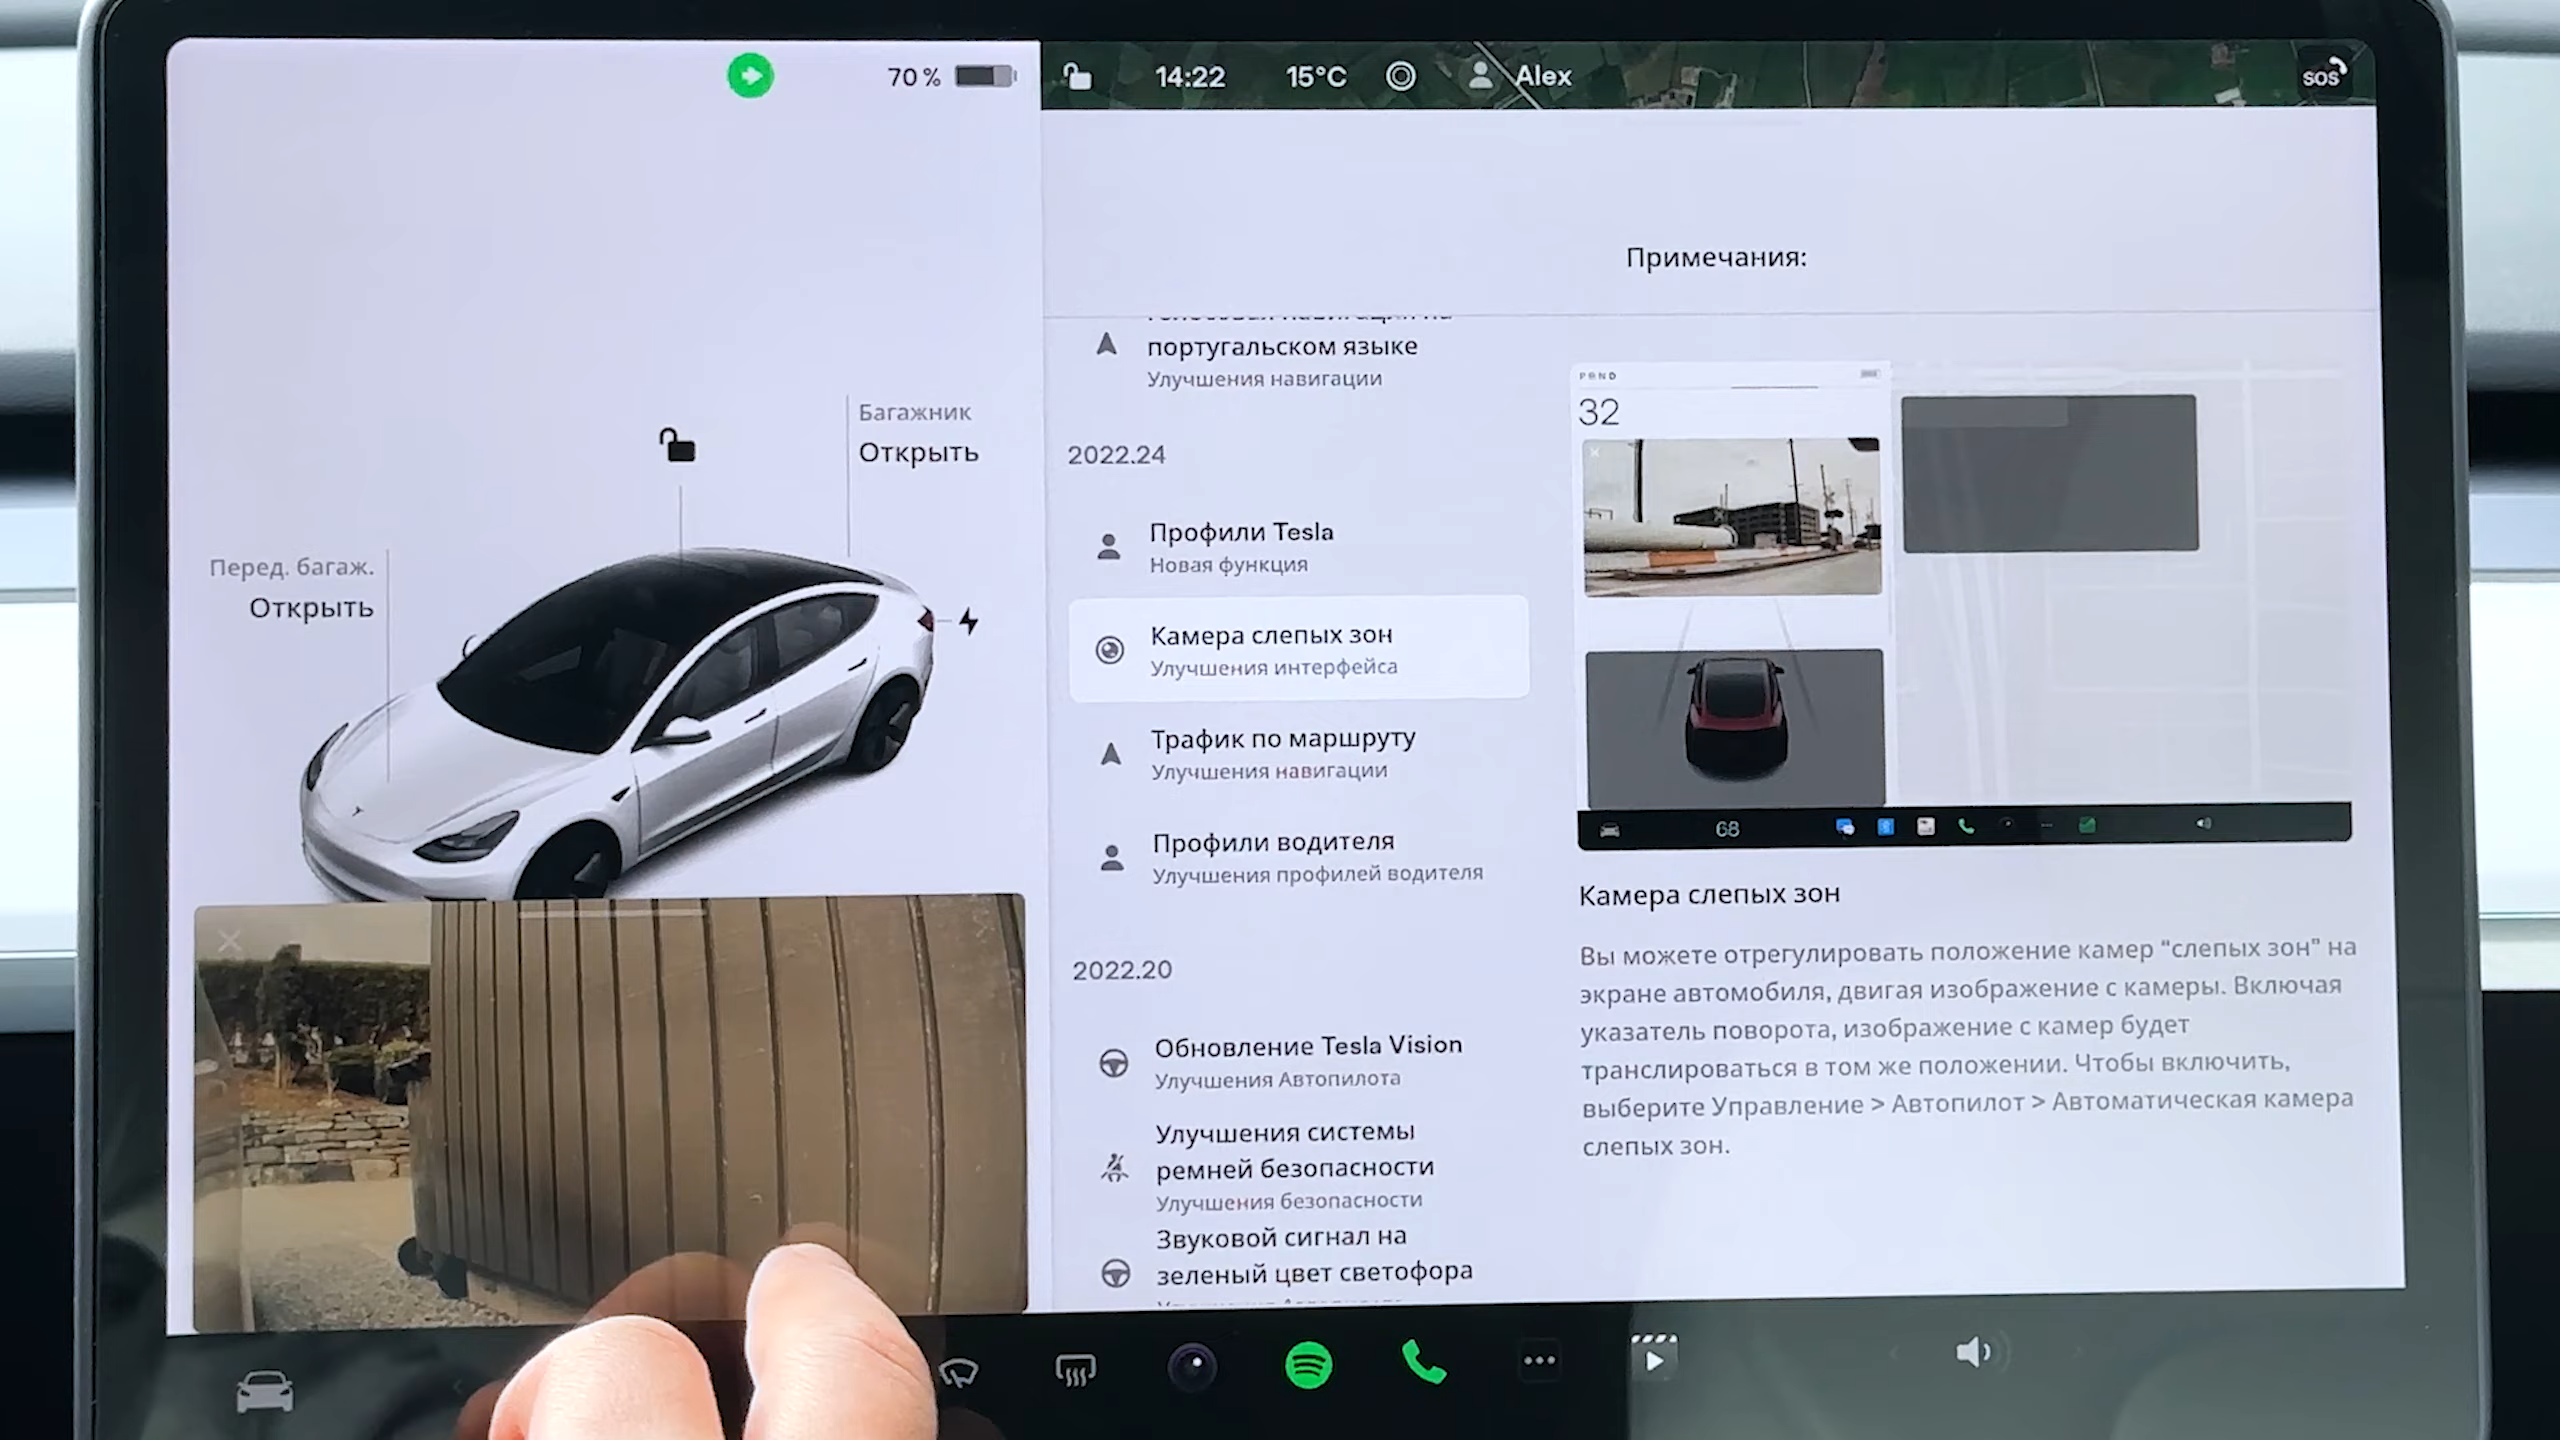 70 %
14:22
15°C
Alex
SOS
Багажник
Открыть
Перед. багаж.
Открыть
Примечания:
португальском языке
Улучшения навигации
2022.24
Профили Tesla
Новая функция
Камера слепых зон
Улучшения интерфейса
Трафик по маршруту
Улучшения навигации
Профили водителя
Улучшения профилей водителя
2022.20
Обновление Tesla Vision
Улучшения Автопилота
Улучшения системы
ремней безопасности
Улучшения безопасности
Звуковой сигнал на
зеленый цвет светофора
PRND
32
68
Камера слепых зон
Вы можете отрегулировать положение камер “слепых зон” на
экране автомобиля, двигая изображение с камеры. Включая
указатель поворота, изображение с камер будет
транслироваться в том же положении. Чтобы включить,
выберите Управление > Автопилот > Автоматическая камера
слепых зон.